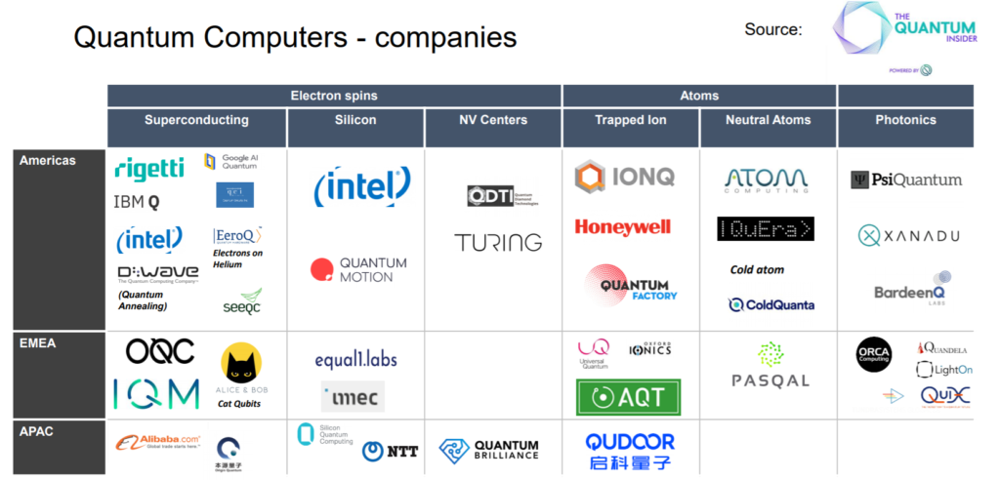 Quantum Computers - companies
Source:
THE
QUANTUM
INSIDER
POWERED BY
Electron spins
Atoms
Superconducting
Silicon
NV Centers
Trapped Ion
Neutral Atoms
Photonics
Americas
rigetti
Google AI
Quantum
IBM Q
(intel)
EeroQ
Electrons on
Helium
D:wave
The Quantum Computing Company
(Quantum
Annealing)
seeqc
(intel)
QUANTUM
MOTION
QDTI
Quantum
Diamond
Technologies
TURING
IONQ
Honeywell
QUANTUM
FACTORY
ATOM
COMPUTING
|QuEra>
Cold atom
ColdQuanta
PsiQuantum
XANADU
BardeenQ
LABS
EMEA
OQC
IQM
ALICE & BOB
Cat Qubits
equal1.labs
imec
UQ
Universal
Quantum
OXFORD
IONICS
AQT
PASQAL
ORCA
Computing
QUANDELA
LightOn
QuiX
APAC
Alibaba.com
Global trade starts here.
本源量子
Origin Quantum
Silicon
Quantum
Computing
NTT
QUANTUM
BRILLIANCE
QUDOOR
启科量子